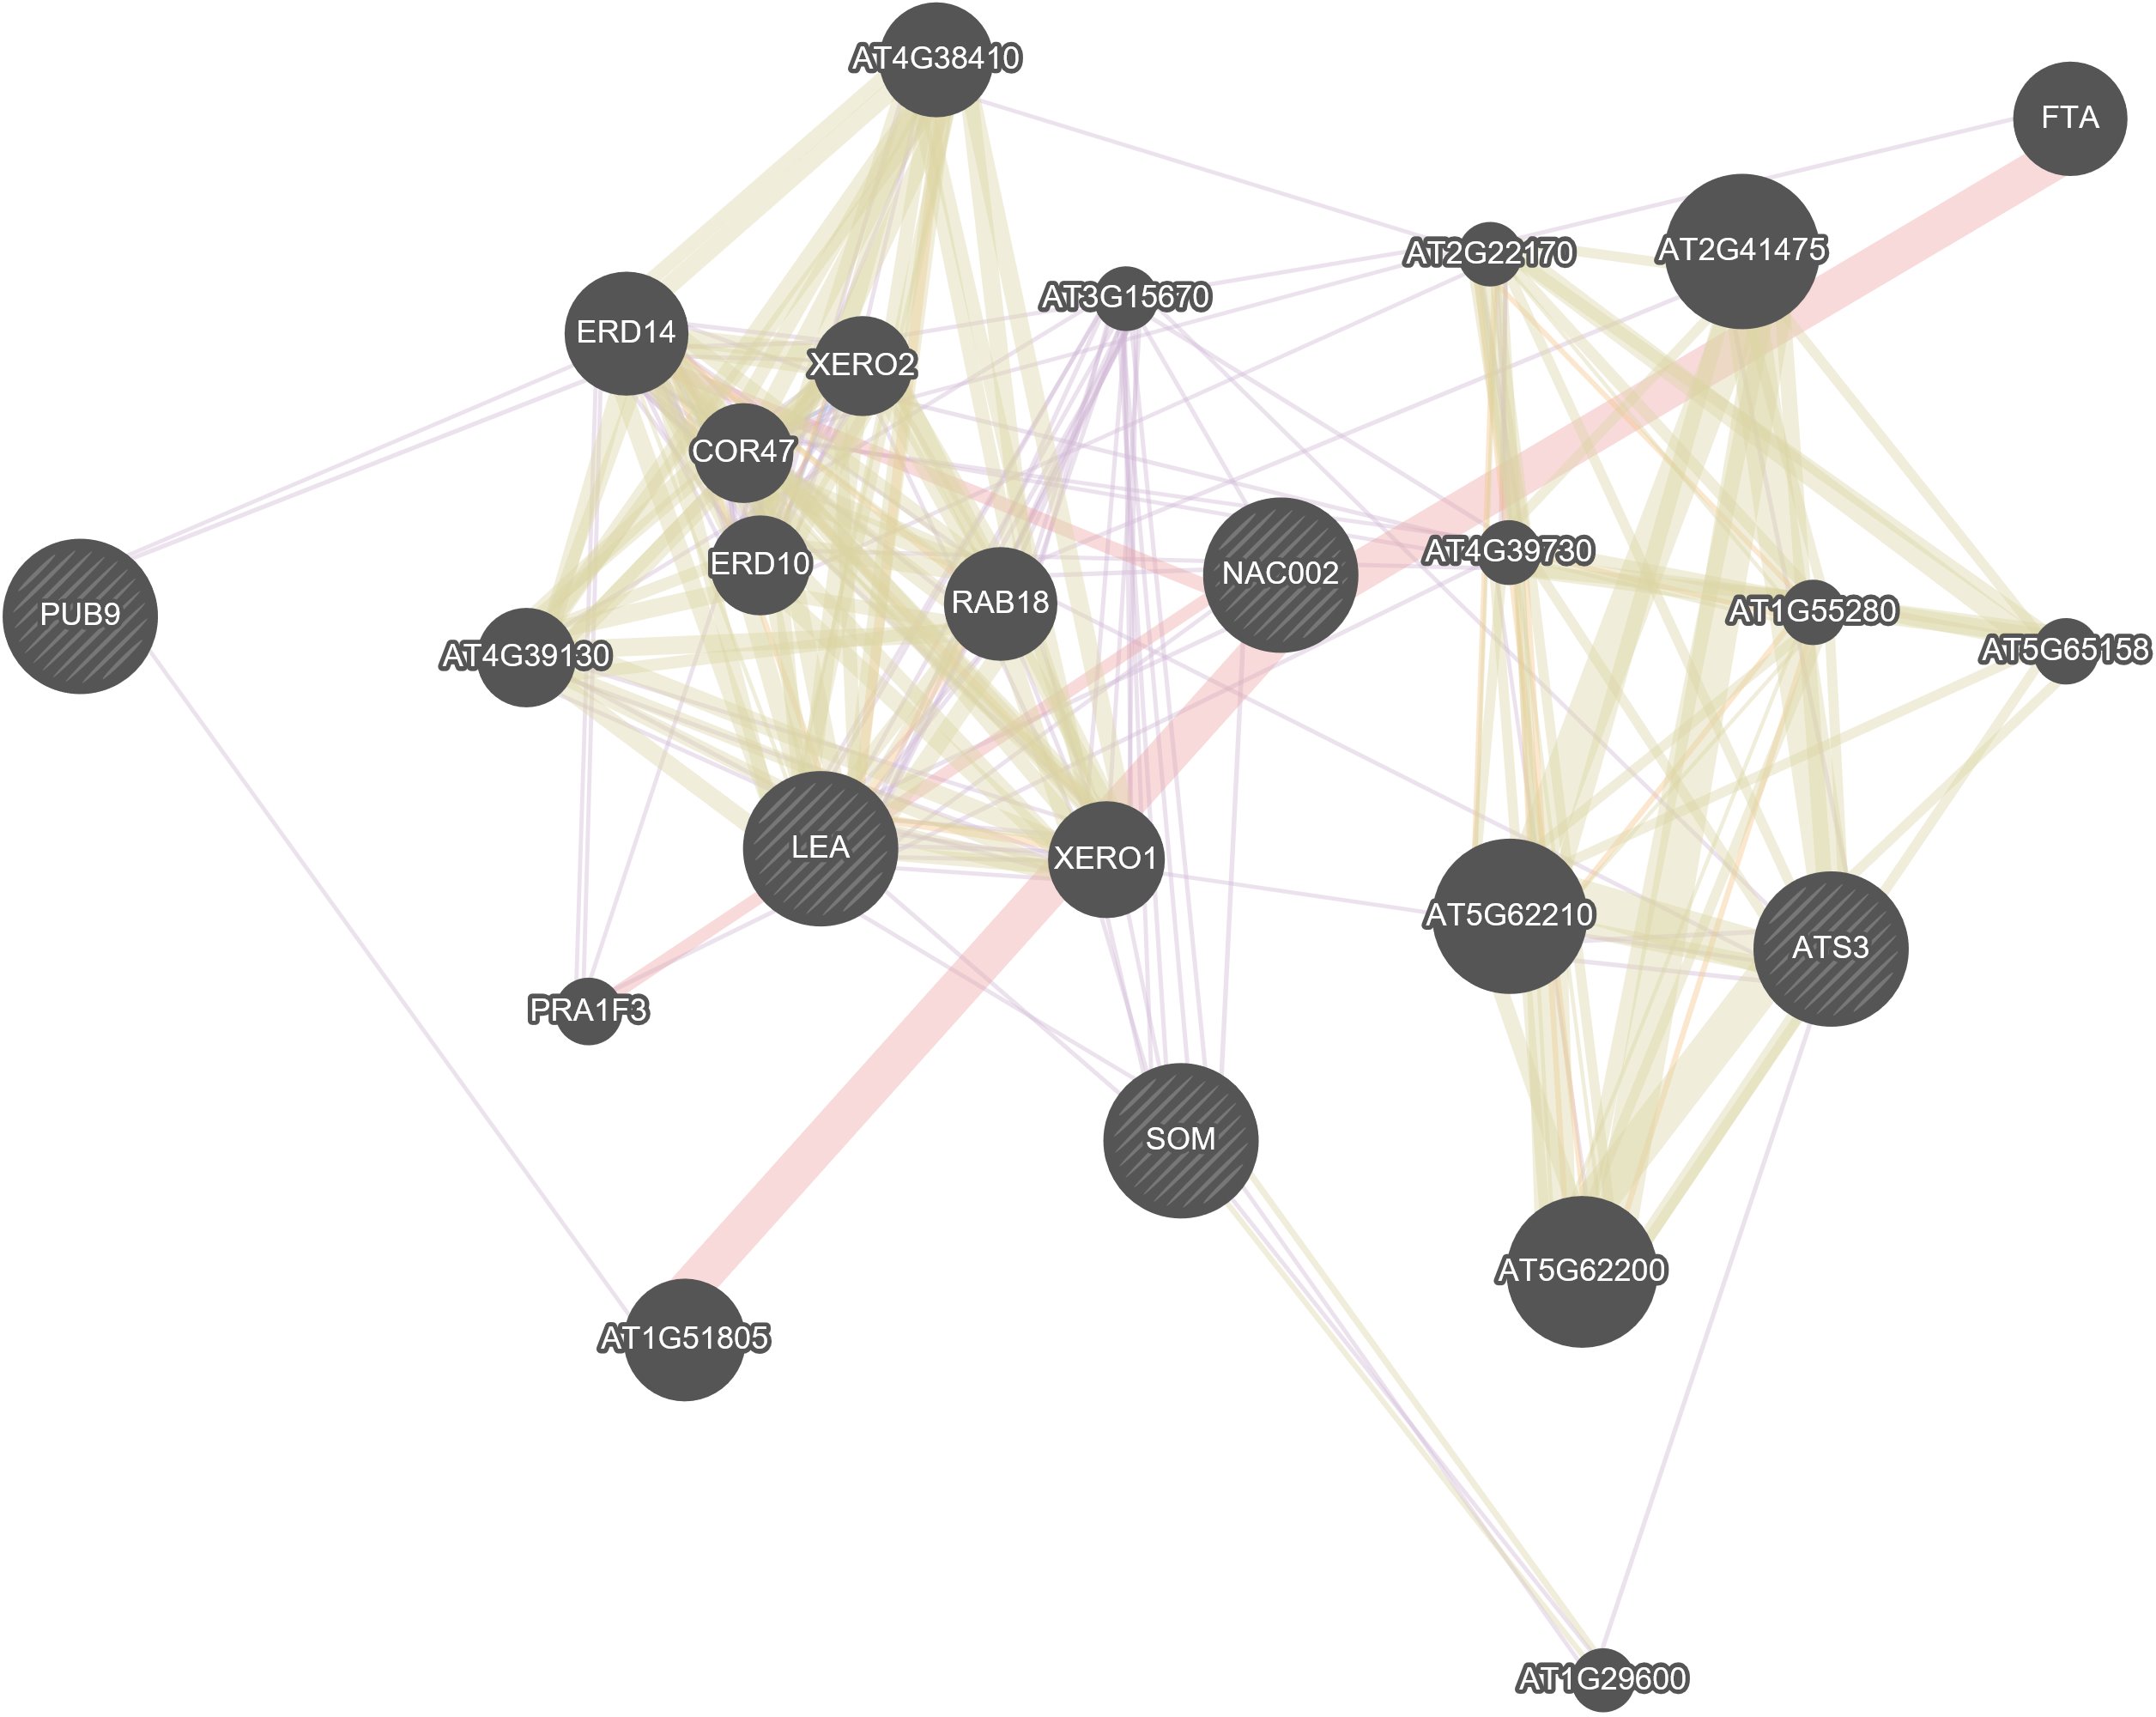 AT4G38410
FTA
AT2G22170
AT2G41475
AT3G15670
ERD14
XERO2
COR47
AT4G39730
ERD10
NAC002
RAB18
AT1G55280
PUB9
AT4G39130
AT5G65158
LEA
XERO1
AT5G62210
ATS3
PRA1F3
SOM
AT5G62200
AT1G51805
AT1G29600